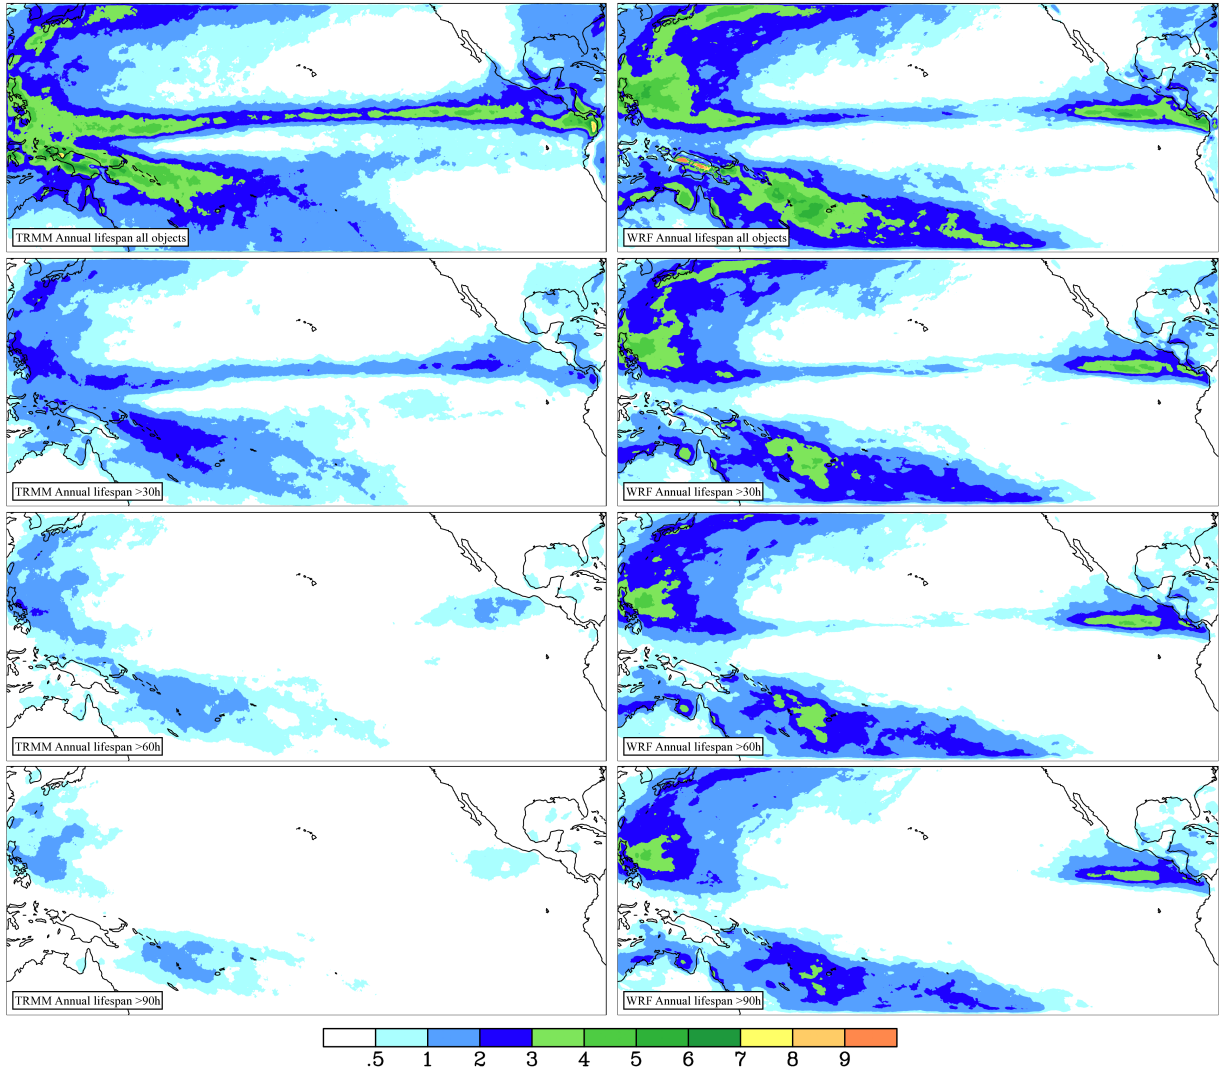 TRMM Annual lifespan all objects
WRF Annual lifespan all objects
TRMM Annual lifespan >30h
WRF Annual lifespan >30h
TRMM Annual lifespan >60h
WRF Annual lifespan >60h
TRMM Annual lifespan >90h
WRF Annual lifespan >90h
.5 1 2 3 4 5 6 7 8 9